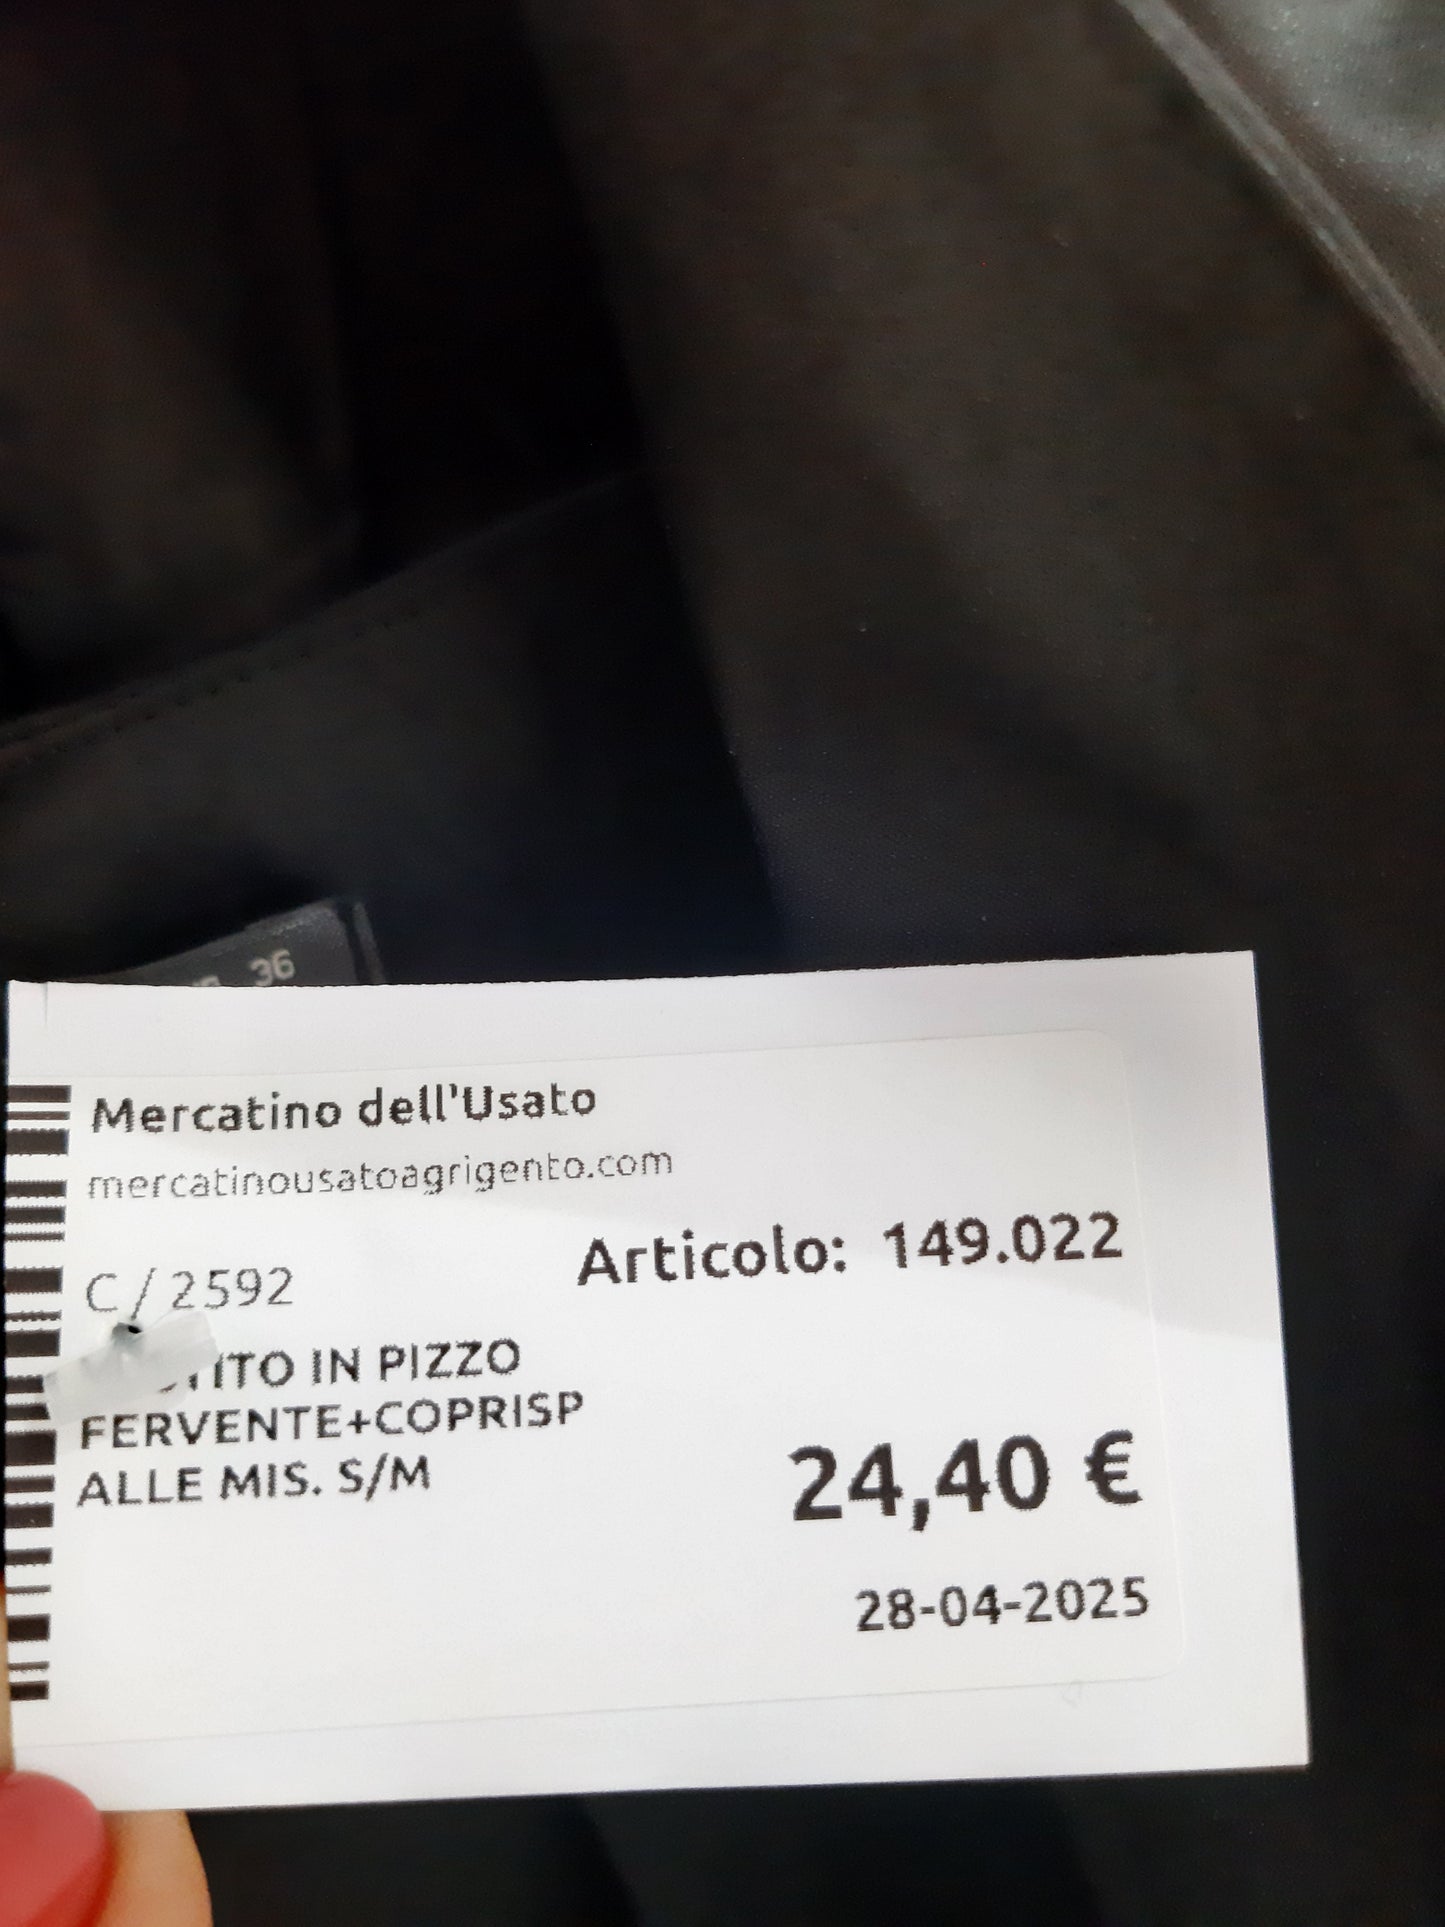 36
Mercatino dell'Usato
mercatinousatoagrigento.com
Articolo: 149.022
C/2592
IN PIZZO
FERVENTE+COPRISP
ALLE MIS. S/M
24,40 €
28-04-2025